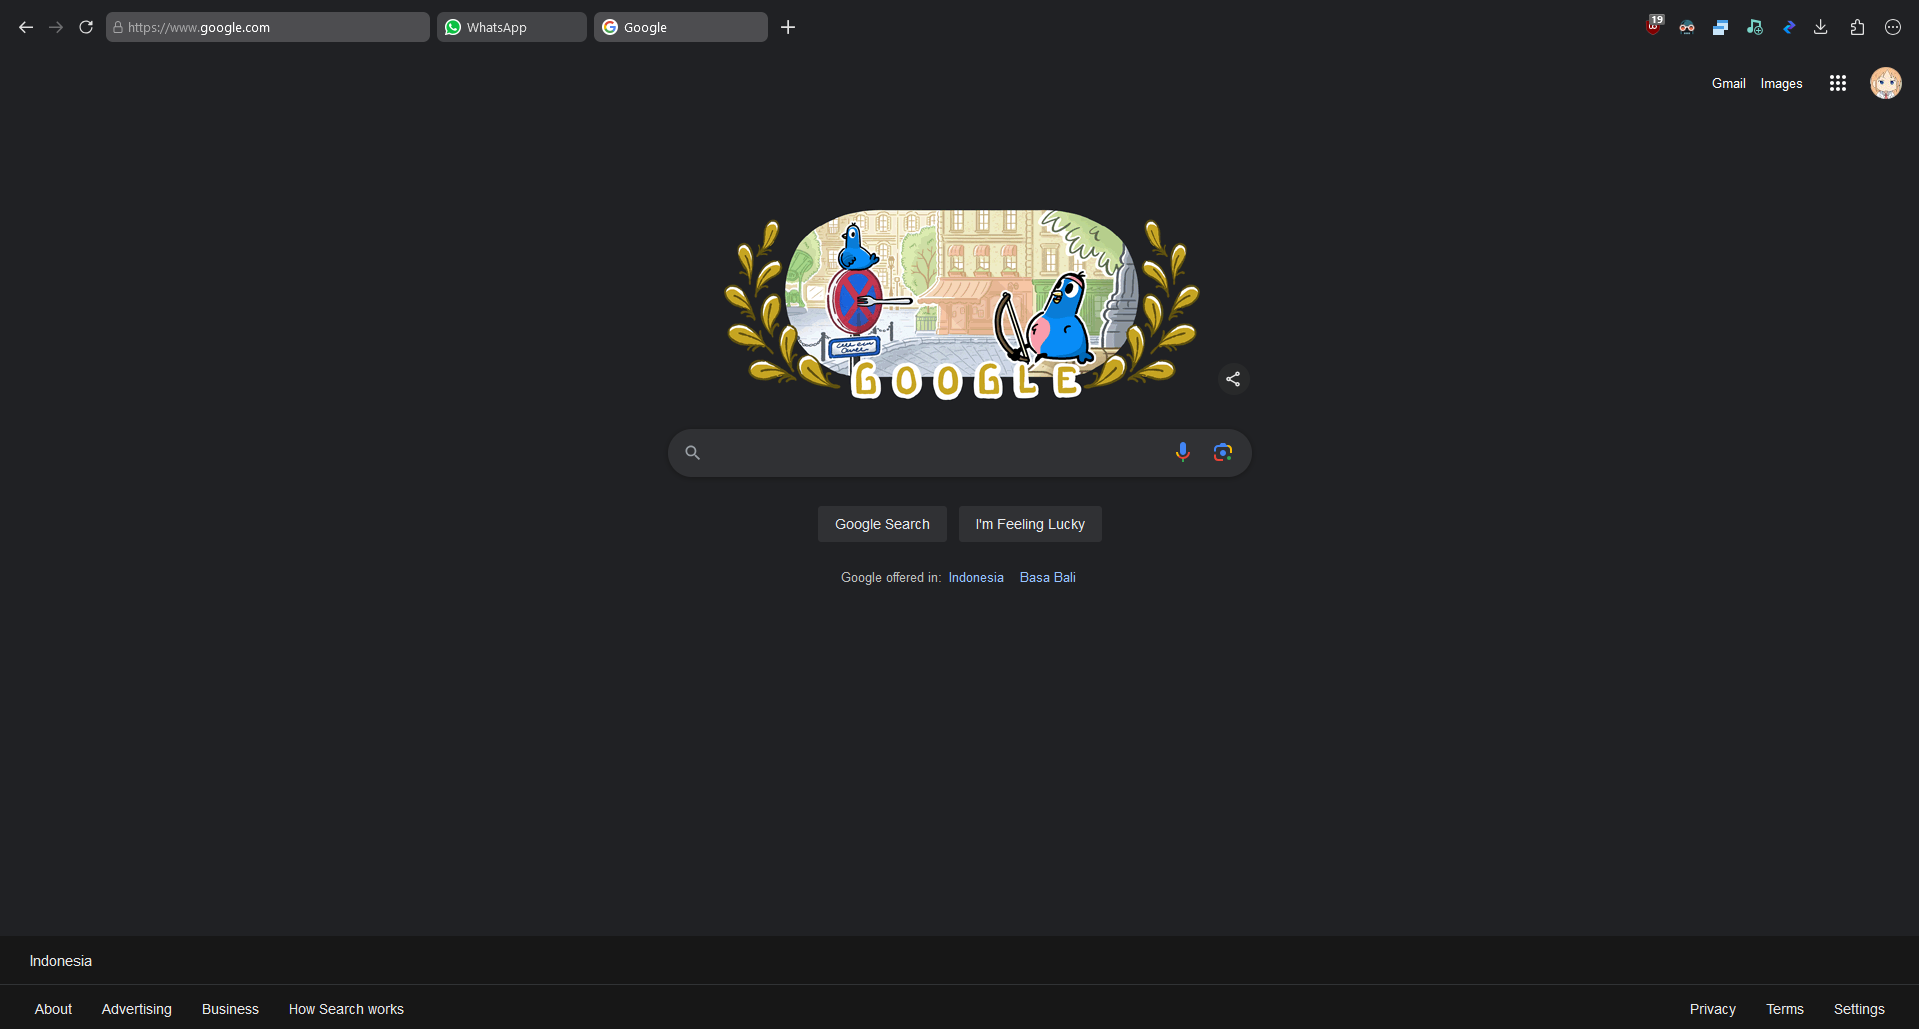 https://www.google.com WhatsApp Google 19
Gmail Images
GOOGLE
Google Search I'm Feeling Lucky
Google offered in: Indonesia Basa Bali
Indonesia
About Advertising Business How Search works Privacy Terms Settings